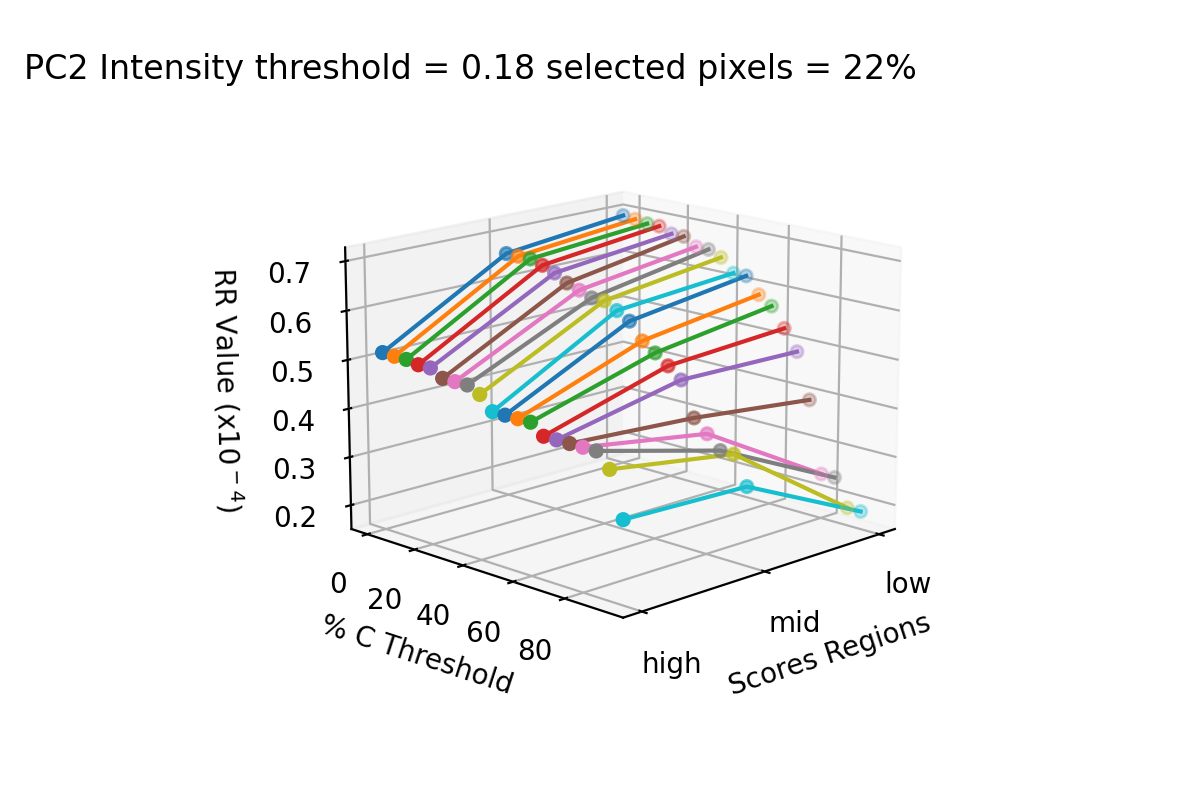 PC2 Intensity threshold = 0.18 selected pixels = 22%
RR Value (x10⁻⁴)
0.7
0.6
0.5
0.4
0.3
0.2
0
20
40
60
80
% C Threshold
high
mid
low
Scores Regions